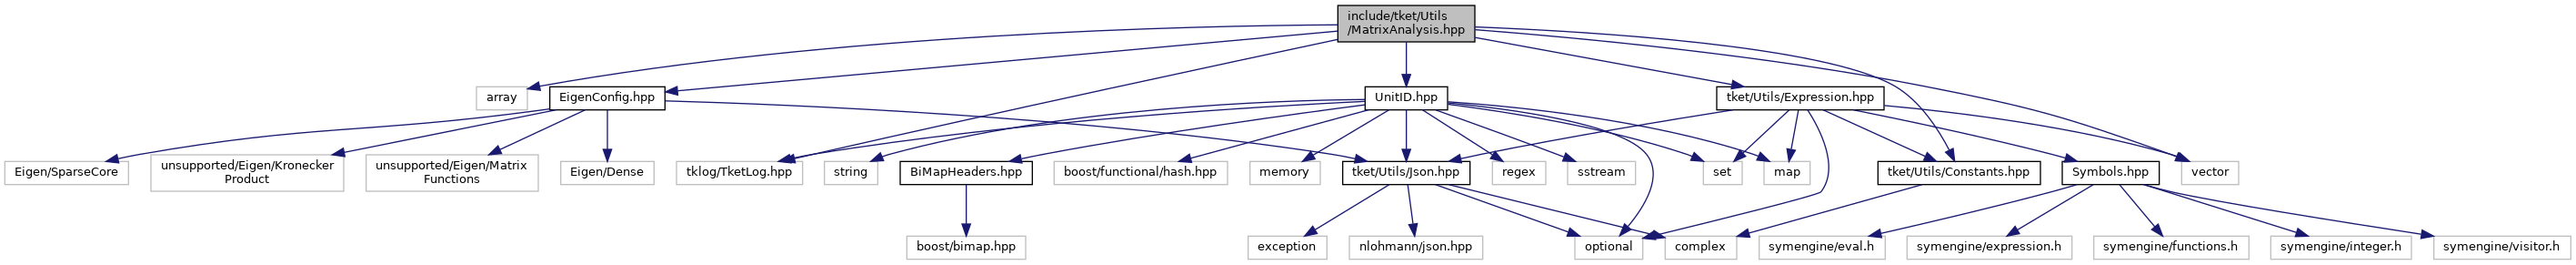 include/tket/Utils
/MatrixAnalysis.hpp
array
EigenConfig.hpp
UnitID.hpp
tket/Utils/Expression.hpp
Eigen/SparseCore
unsupported/Eigen/Kronecker
Product
unsupported/Eigen/Matrix
Functions
Eigen/Dense
tklog/TketLog.hpp
string
BiMapHeaders.hpp
boost/functional/hash.hpp
memory
tket/Utils/Json.hpp
regex
sstream
set
map
tket/Utils/Constants.hpp
Symbols.hpp
vector
boost/bimap.hpp
exception
nlohmann/json.hpp
optional
complex
symengine/eval.h
symengine/expression.h
symengine/functions.h
symengine/integer.h
symengine/visitor.h